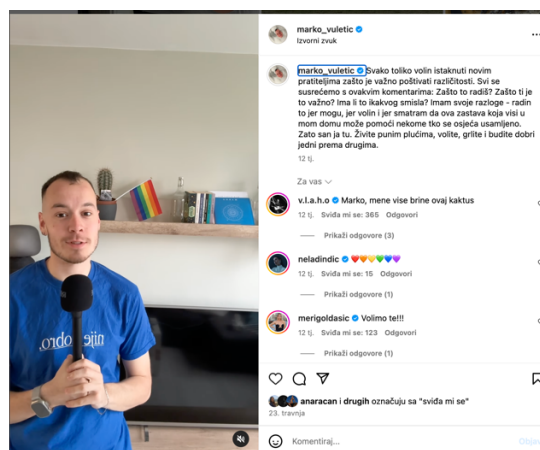 nije dobro,
marko_vuletic
Izvorni zvuk
marko_vuletic Svako toliko volin istaknuti novim
pratiteljima zašto je važno poštivati različitosti. Svi se
susrećemo s ovakvim komentarima: Zašto to radiš? Zašto ti je
to važno? Ima li to ikakvog smisla? Imam svoje razloge - radin
to jer mogu, jer volin i jer smatram da ova zastava koja visi u
mom domu može pomoći nekome tko se osjeća usamljeno.
Zato san ja tu. Živite punim plućima, volite, grlite i budite dobri
jedni prema drugima.
12 tj.
Za vas
v.l.a.h.o Marko, mene vise brine ovaj kaktus
12 tj. Sviđa mi se: 365 Odgovori
Prikaži odgovore (3)
neladindic ❤️🧡💛💚💙💜
12 tj. Sviđa mi se: 15 Odgovori
Prikaži odgovore (1)
merigoldasic Volimo te!!!
12 tj. Sviđa mi se: 123 Odgovori
Prikaži odgovore (1)
anaracan i drugih označuju sa "sviđa mi se"
23. travnja
Komentiraj...
Objavi